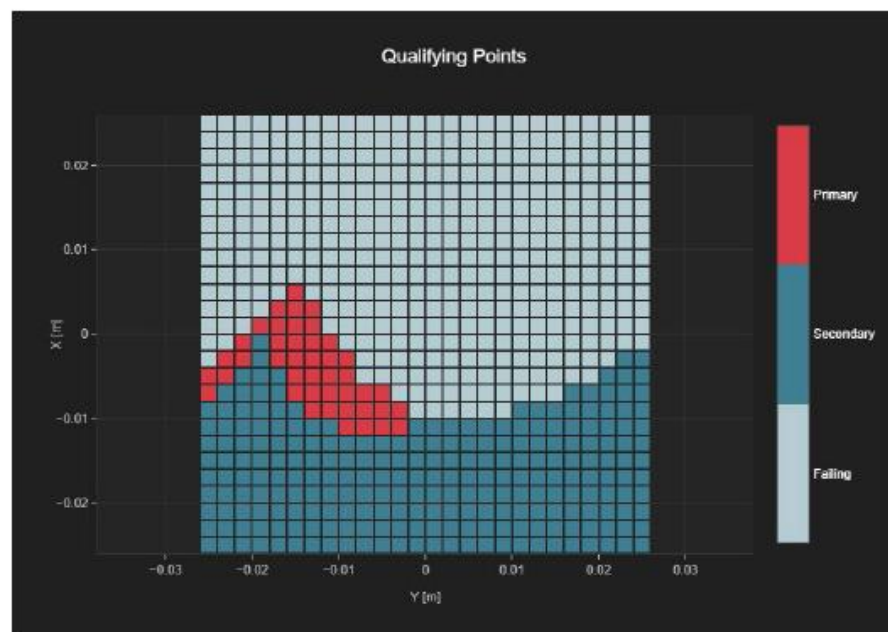 Qualifying Points
0.02
0.01
0
−0.01
−0.02
X [m]
−0.03
−0.02
−0.01
0
0.01
0.02
0.03
Y [m]
Primary
Secondary
Failing